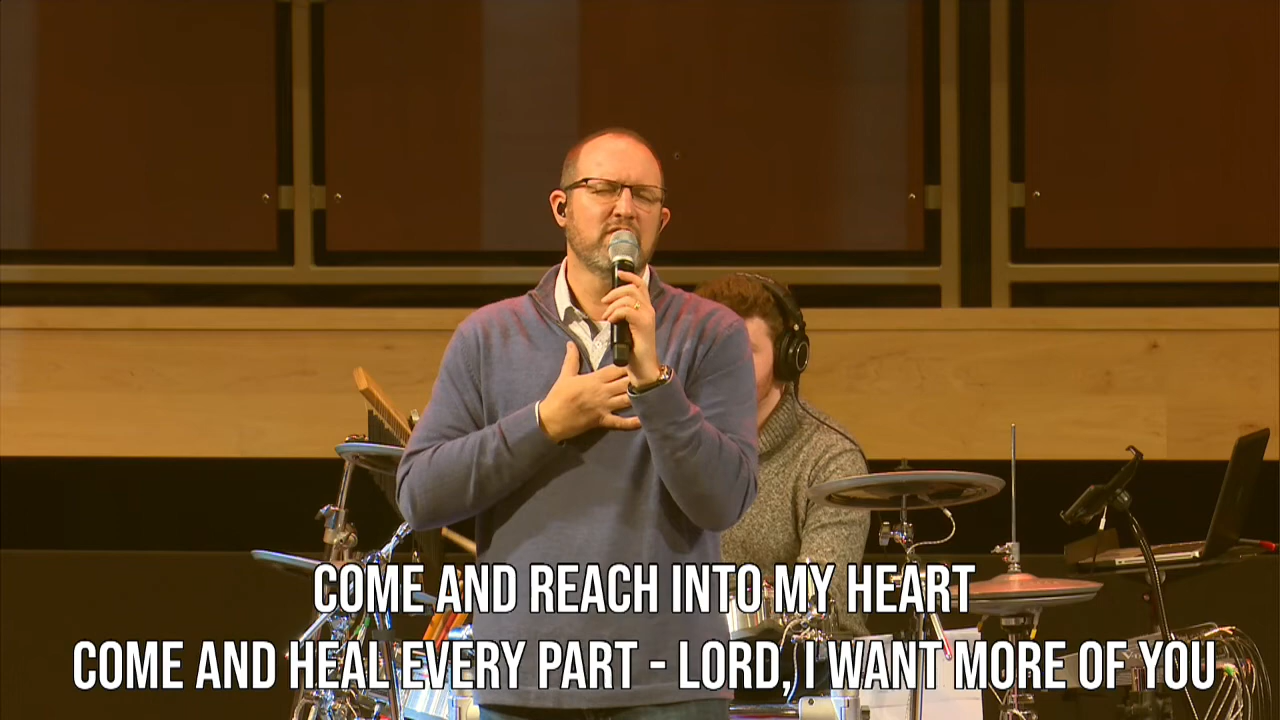 COME AND REACH INTO MY HEART
COME AND HEAL EVERY PART - LORD, I WANT MORE OF YOU